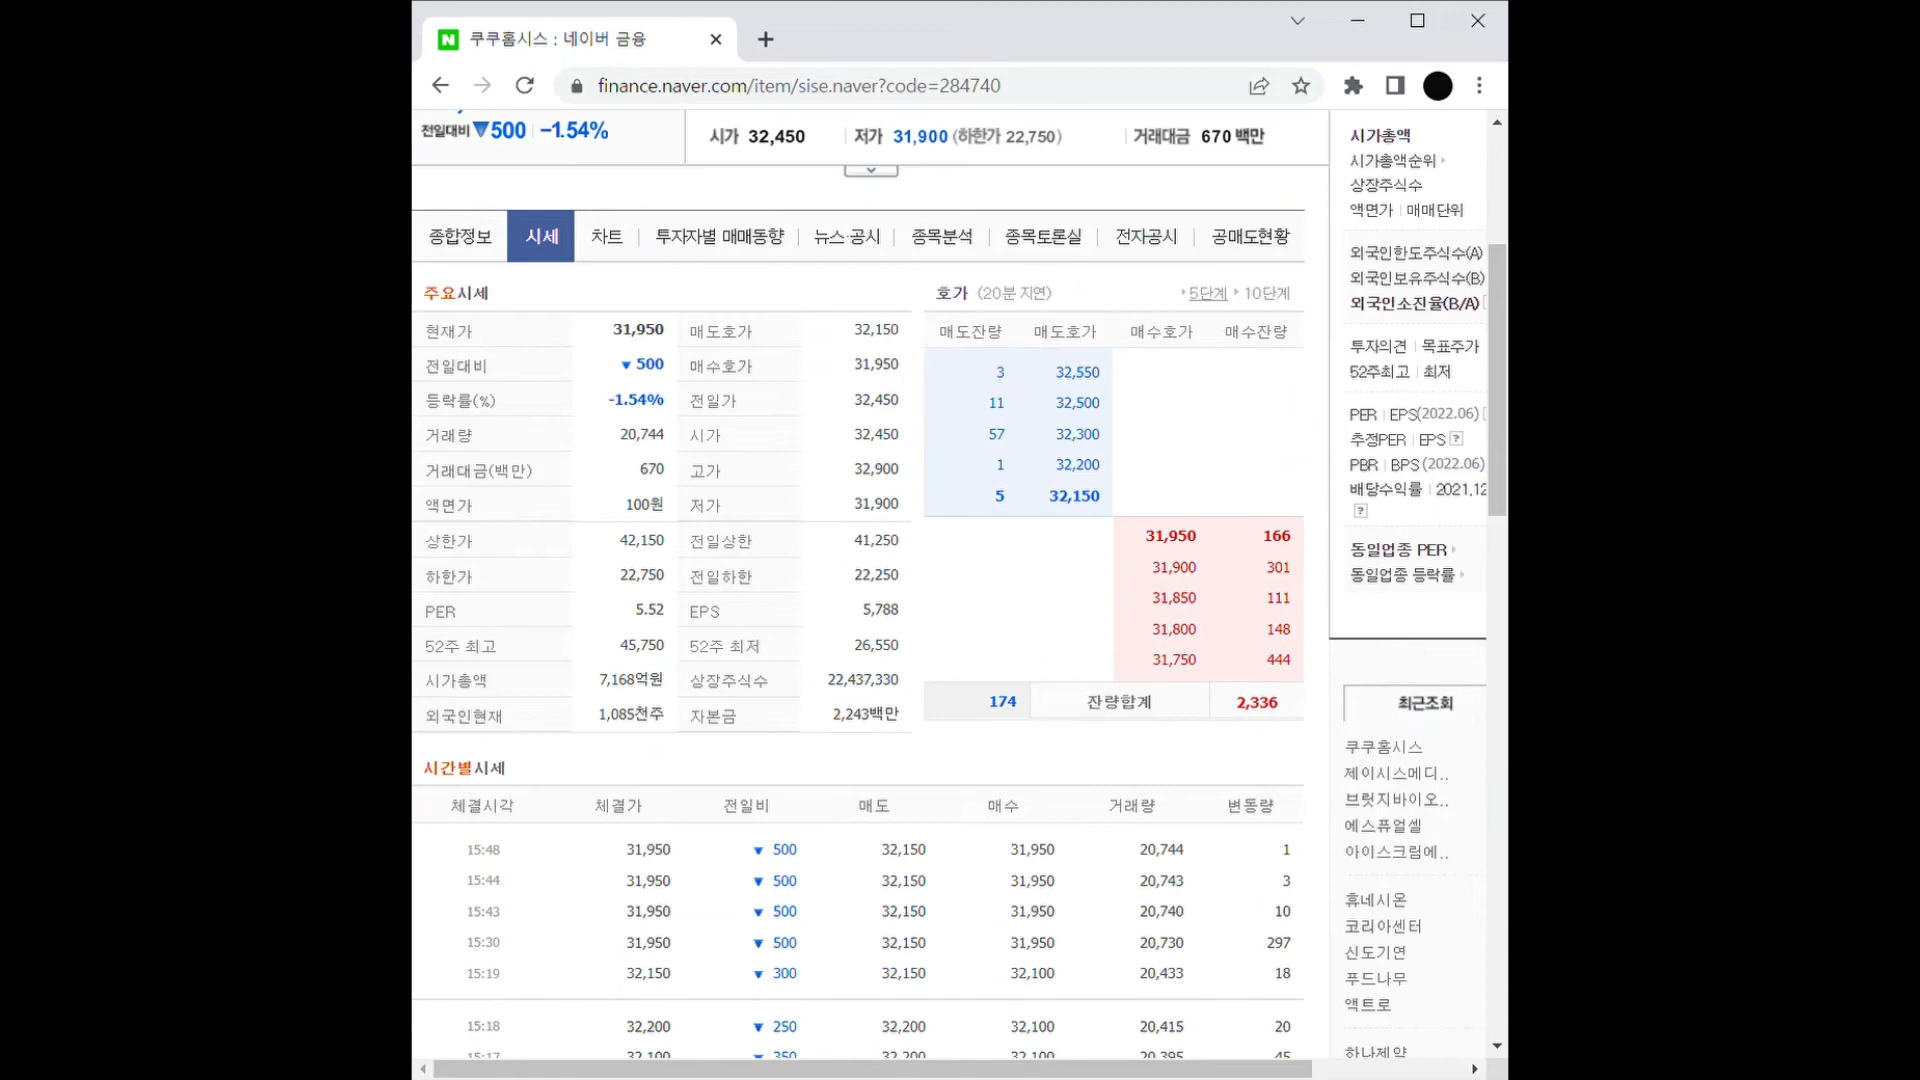 쿠쿠홈시스 : 네이버 금융
finance.naver.com/item/sise.naver?code=284740
전일대비 ▼500 -1.54%
시가 32,450 저가 31,900 (하한가 22,750) 거래대금 670 백만
종합정보 시세 차트 투자자별 매매동향 뉴스·공시 종목분석 종목토론실 전자공시 공매도현황
주요시세
현재가 31,950 매도호가 32,150
전일대비 ▼ 500 매수호가 31,950
등락률(%) -1.54% 전일가 32,450
거래량 20,744 시가 32,450
거래대금(백만) 670 고가 32,900
액면가 100원 저가 31,900
상한가 42,150 전일상한 41,250
하한가 22,750 전일하한 22,250
PER 5.52 EPS 5,788
52주 최고 45,750 52주 최저 26,550
시가총액 7,168억원 상장주식수 22,437,330
외국인현재 1,085천주 자본금 2,243백만
호가 (20분 지연) 5단계 10단계
매도잔량 매도호가 매수호가 매수잔량
3 32,550
11 32,500
57 32,300
1 32,200
5 32,150
31,950 166
31,900 301
31,850 111
31,800 148
31,750 444
174 잔량합계 2,336
시간별시세
체결시각 체결가 전일비 매도 매수 거래량 변동량
15:48 31,950 ▼ 500 32,150 31,950 20,744 1
15:44 31,950 ▼ 500 32,150 31,950 20,743 3
15:43 31,950 ▼ 500 32,150 31,950 20,740 10
15:30 31,950 ▼ 500 32,150 31,950 20,730 297
15:19 32,150 ▼ 300 32,150 32,100 20,433 18
15:18 32,200 ▼ 250 32,200 32,100 20,415 20
15:17 32,100 ▼ 350 32,200 32,100 20,395 45
시가총액
시가총액순위
상장주식수
액면가 | 매매단위
외국인한도주식수(A)
외국인보유주식수(B)
외국인소진율(B/A)
투자의견 | 목표주가
52주최고 | 최저
PER | EPS(2022.06)
추정PER | EPS ?
PBR | BPS (2022.06)
배당수익률 | 2021.12
?
동일업종 PER
동일업종 등락률
최근조회
쿠쿠홈시스
제이시스메디..
브릿지바이오..
에스퓨얼셀
아이스크림에..
휴네시온
코리아센터
신도기연
푸드나무
액트로
하나제약